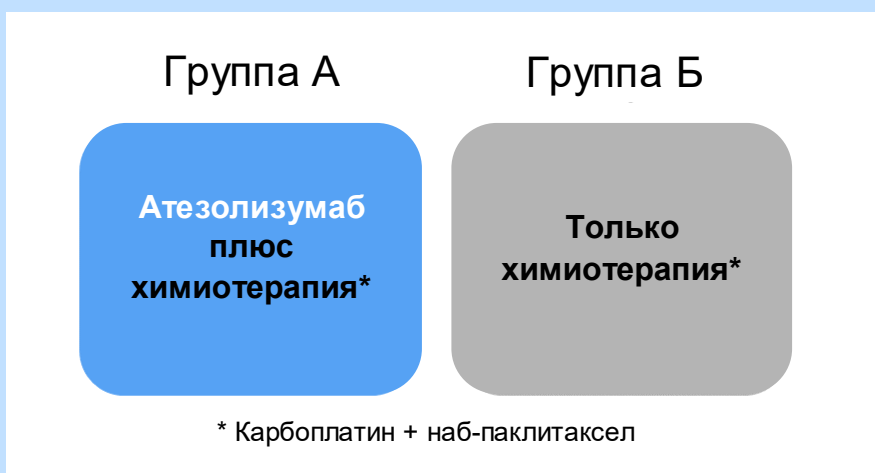 Группа А
Группа Б
Атезолизумаб
плюс
химиотерапия*
Только
химиотерапия*
* Карбоплатин + наб-паклитаксел